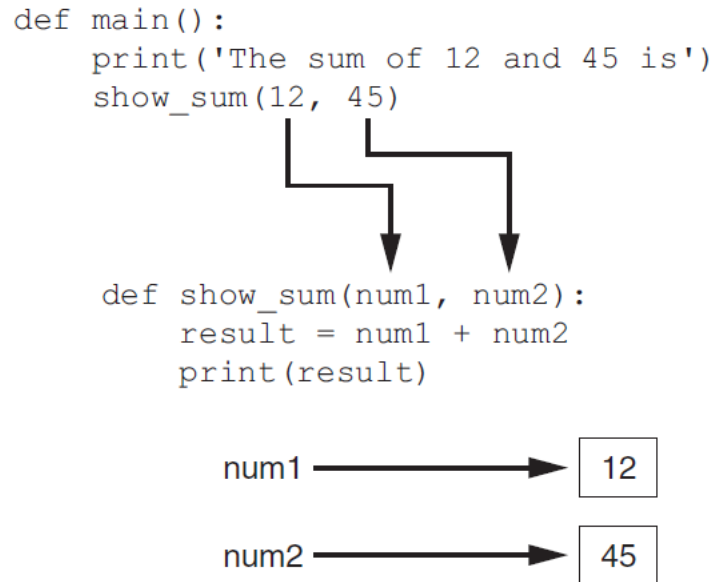 def main():
    print('The sum of 12 and 45 is')
    show_sum(12, 45)
def show_sum(num1, num2):
    result = num1 + num2
    print(result)
num1 12
num2 45